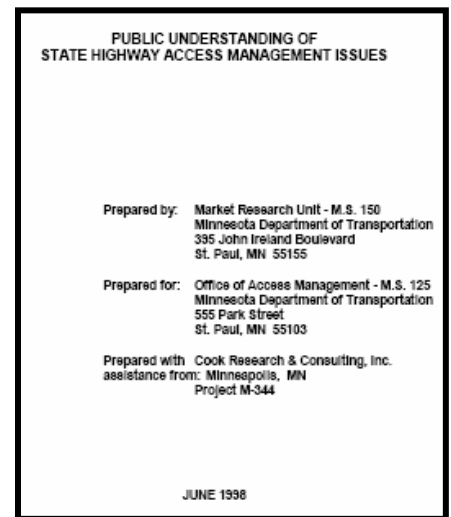 PUBLIC UNDERSTANDING OF
STATE HIGHWAY ACCESS MANAGEMENT ISSUES
Prepared by: Market Research Unit - M.S. 150
Minnesota Department of Transportation
395 John Ireland Boulevard
St. Paul, MN 55155
Prepared for: Office of Access Management - M.S. 125
Minnesota Department of Transportation
555 Park Street
St. Paul, MN 55103
Prepared with Cook Research & Consulting, Inc.
assistance from: Minneapolis, MN
Project M-344
JUNE 1998